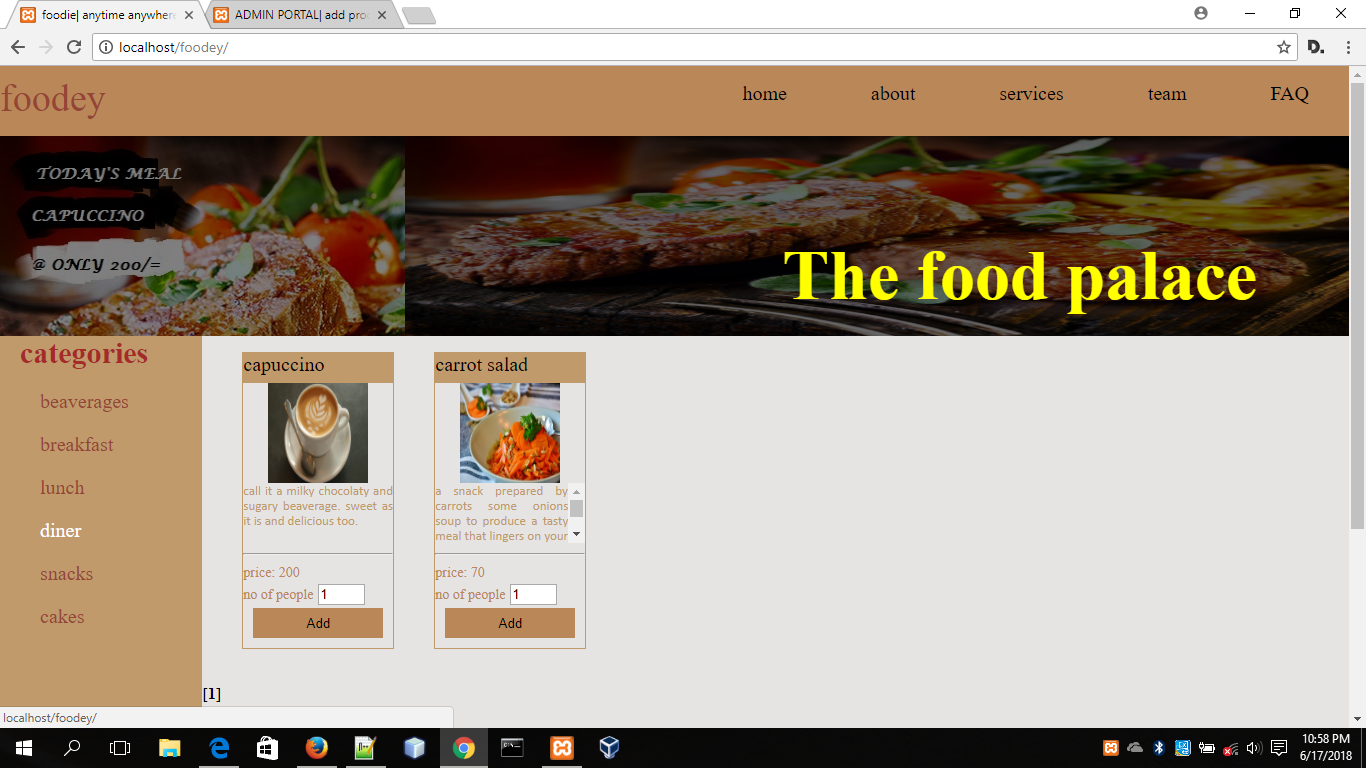 foodie| anytime anywhere
ADMIN PORTAL| add pro
localhost/foodey/
D.
foodey
home
about
services
team
FAQ
TODAY'S MEAL
CAPUCCINO
@ ONLY 200/=
The food palace
categories
beaverages
breakfast
lunch
diner
snacks
cakes
capuccino
call it a milky chocolaty and
sugary beaverage. sweet as
it is and delicious too.
price: 200
no of people 1
Add
carrot salad
a snack prepared by
carrots some onions
soup to produce a tasty
meal that lingers on your
price: 70
no of people 1
Add
[1]
localhost/foodey/
10:58 PM
6/17/2018